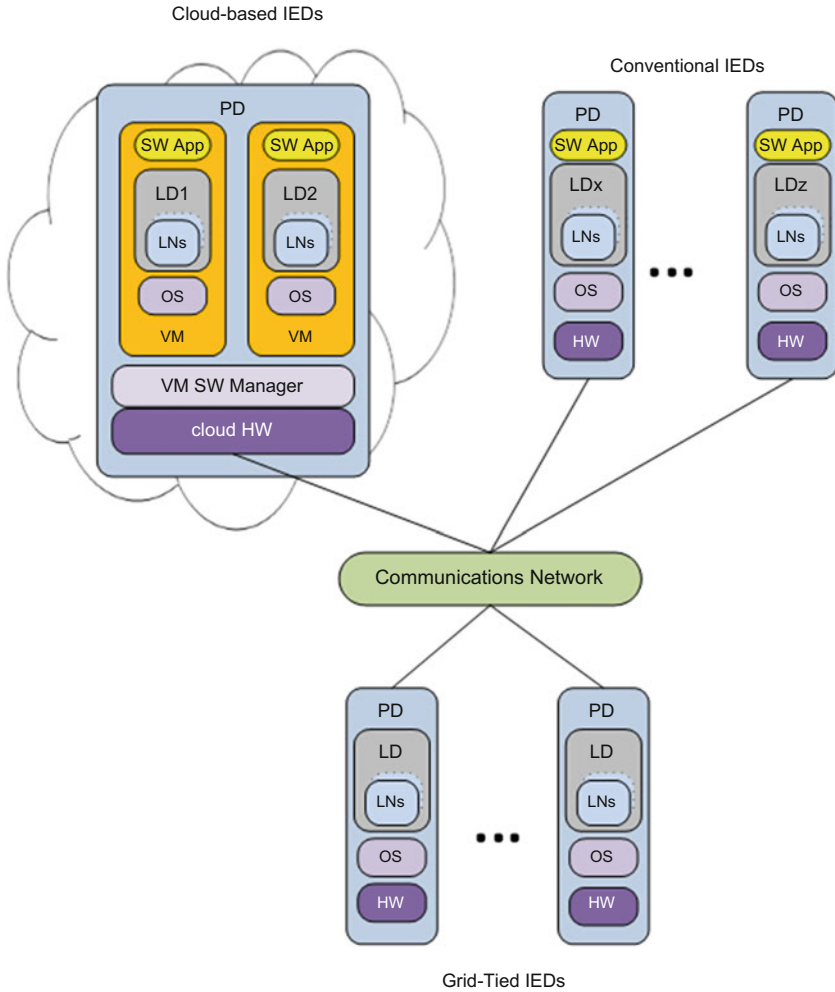 Cloud-based IEDs
PD
SW App
LD1
LNs
OS
VM
SW App
LD2
LNs
OS
VM
VM SW Manager
cloud HW
Conventional IEDs
PD
SW App
LDx
LNs
OS
HW
PD
SW App
LDz
LNs
OS
HW
Communications Network
PD
LD
LNs
OS
HW
PD
LD
LNs
OS
HW
Grid-Tied IEDs